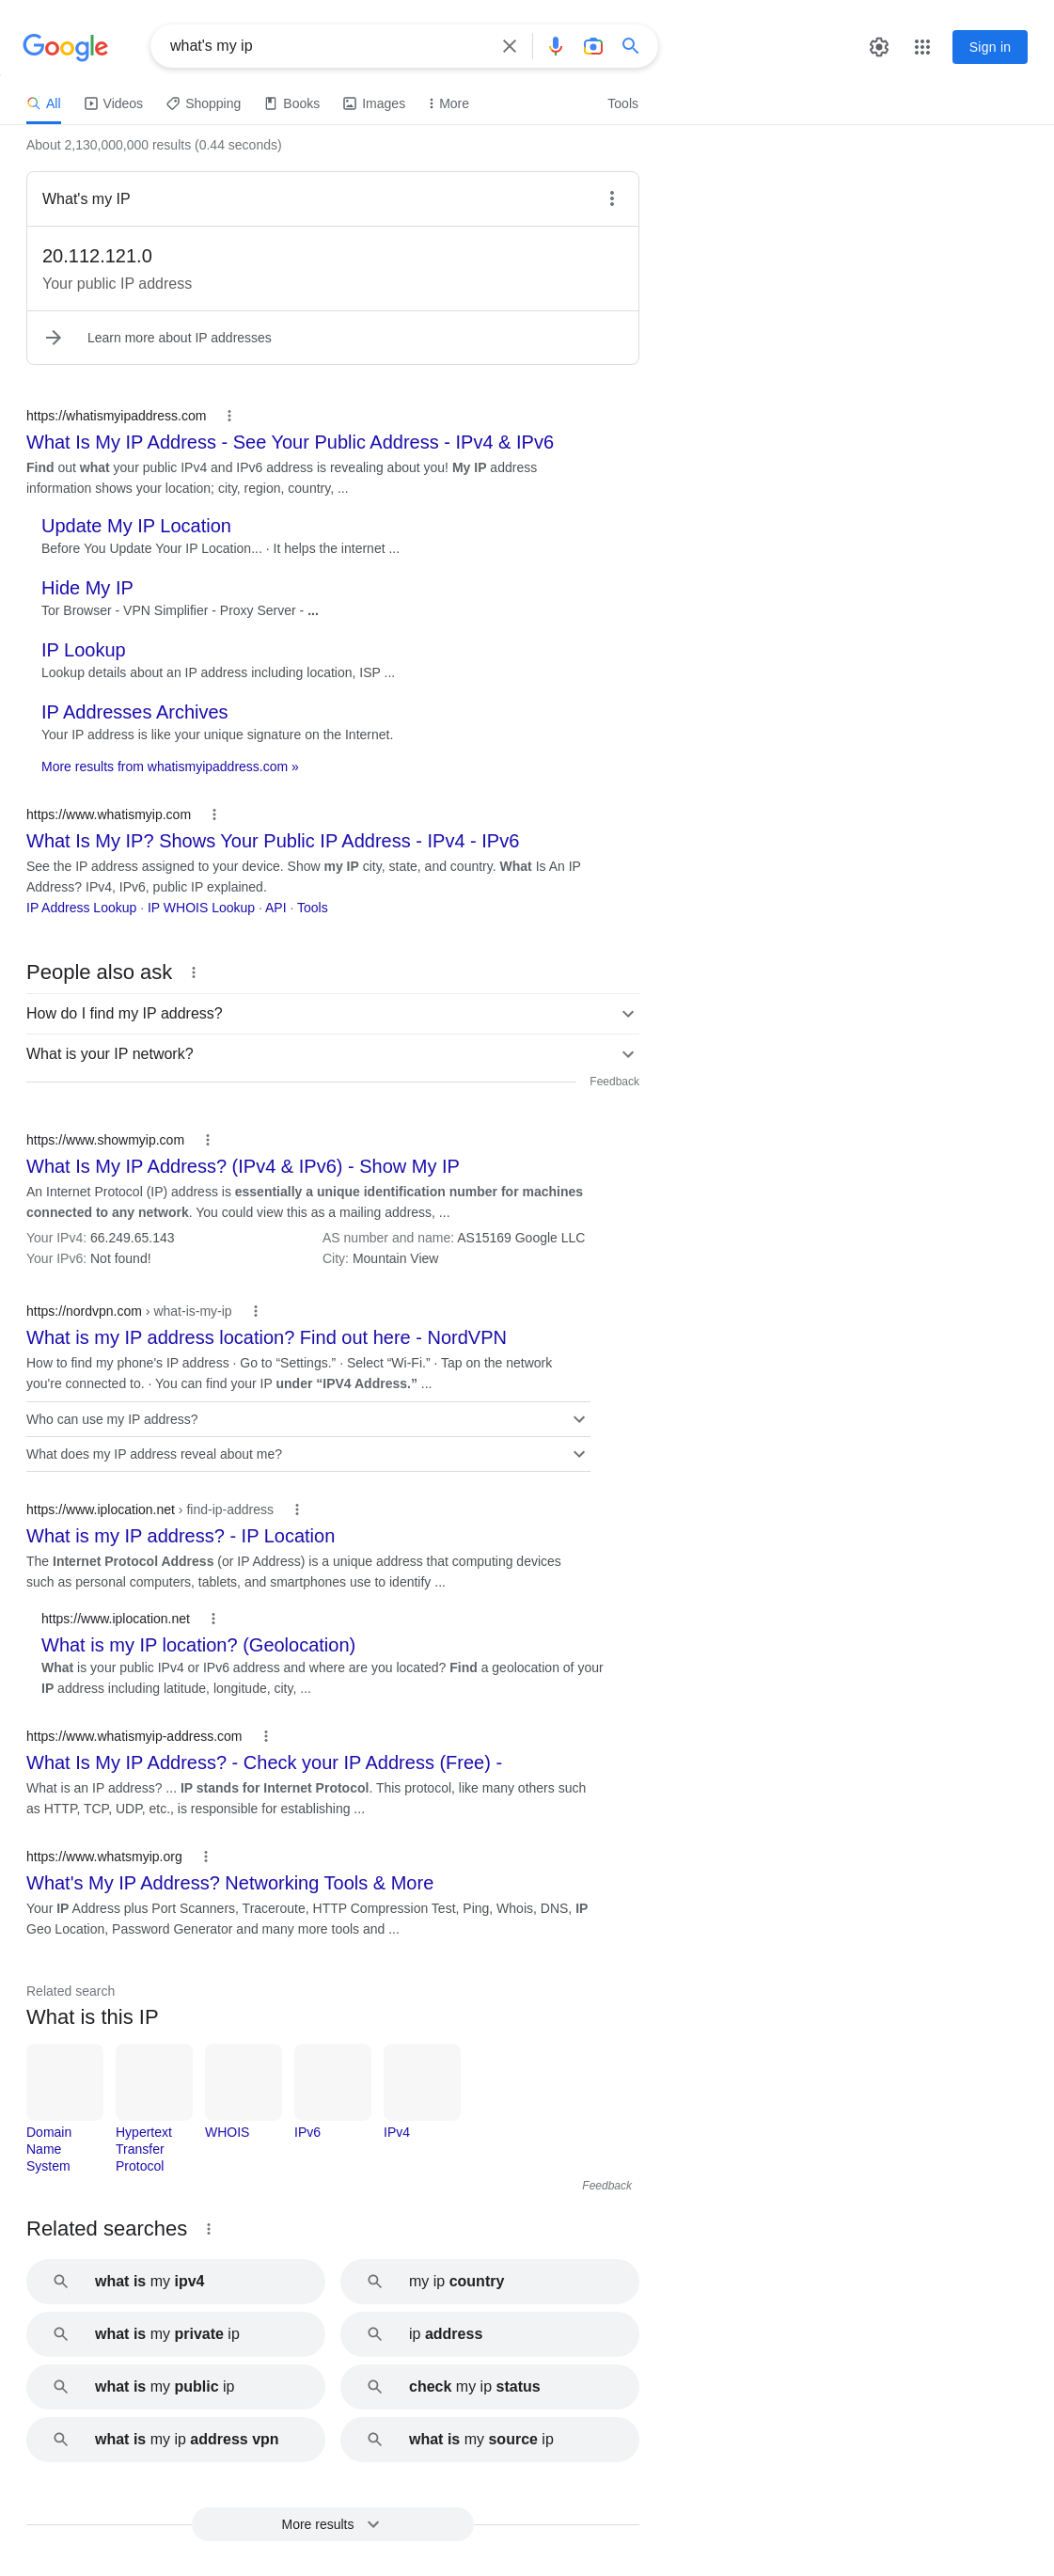 Google
what's my ip
Sign in
All
Videos
Shopping
Books
Images
More
Tools
About 2,130,000,000 results (0.44 seconds)
What's my IP
20.112.121.0
Your public IP address
Learn more about IP addresses
https://whatismyipaddress.com
What Is My IP Address - See Your Public Address - IPv4 & IPv6
Find out what your public IPv4 and IPv6 address is revealing about you! My IP address
information shows your location; city, region, country, ...
Update My IP Location
Before You Update Your IP Location... · It helps the internet ...
Hide My IP
Tor Browser - VPN Simplifier - Proxy Server - ...
IP Lookup
Lookup details about an IP address including location, ISP ...
IP Addresses Archives
Your IP address is like your unique signature on the Internet.
More results from whatismyipaddress.com »
https://www.whatismyip.com
What Is My IP? Shows Your Public IP Address - IPv4 - IPv6
See the IP address assigned to your device. Show my IP city, state, and country. What Is An IP
Address? IPv4, IPv6, public IP explained.
IP Address Lookup · IP WHOIS Lookup · API · Tools
People also ask
How do I find my IP address?
What is your IP network?
Feedback
https://www.showmyip.com
What Is My IP Address? (IPv4 & IPv6) - Show My IP
An Internet Protocol (IP) address is essentially a unique identification number for machines
connected to any network. You could view this as a mailing address, ...
Your IPv4: 66.249.65.143
AS number and name: AS15169 Google LLC
Your IPv6: Not found!
City: Mountain View
https://nordvpn.com › what-is-my-ip
What is my IP address location? Find out here - NordVPN
How to find my phone's IP address · Go to “Settings.” · Select “Wi-Fi.” · Tap on the network
you're connected to. · You can find your IP under “IPV4 Address.” ...
Who can use my IP address?
What does my IP address reveal about me?
https://www.iplocation.net › find-ip-address
What is my IP address? - IP Location
The Internet Protocol Address (or IP Address) is a unique address that computing devices
such as personal computers, tablets, and smartphones use to identify ...
https://www.iplocation.net
What is my IP location? (Geolocation)
What is your public IPv4 or IPv6 address and where are you located? Find a geolocation of your
IP address including latitude, longitude, city, ...
https://www.whatismyip-address.com
What Is My IP Address? - Check your IP Address (Free) -
What is an IP address? ... IP stands for Internet Protocol. This protocol, like many others such
as HTTP, TCP, UDP, etc., is responsible for establishing ...
https://www.whatsmyip.org
What's My IP Address? Networking Tools & More
Your IP Address plus Port Scanners, Traceroute, HTTP Compression Test, Ping, Whois, DNS, IP
Geo Location, Password Generator and many more tools and ...
Related search
What is this IP
Domain
Name
System
Hypertext
Transfer
Protocol
WHOIS
IPv6
IPv4
Feedback
Related searches
what is my ipv4
my ip country
what is my private ip
ip address
what is my public ip
check my ip status
what is my ip address vpn
what is my source ip
More results